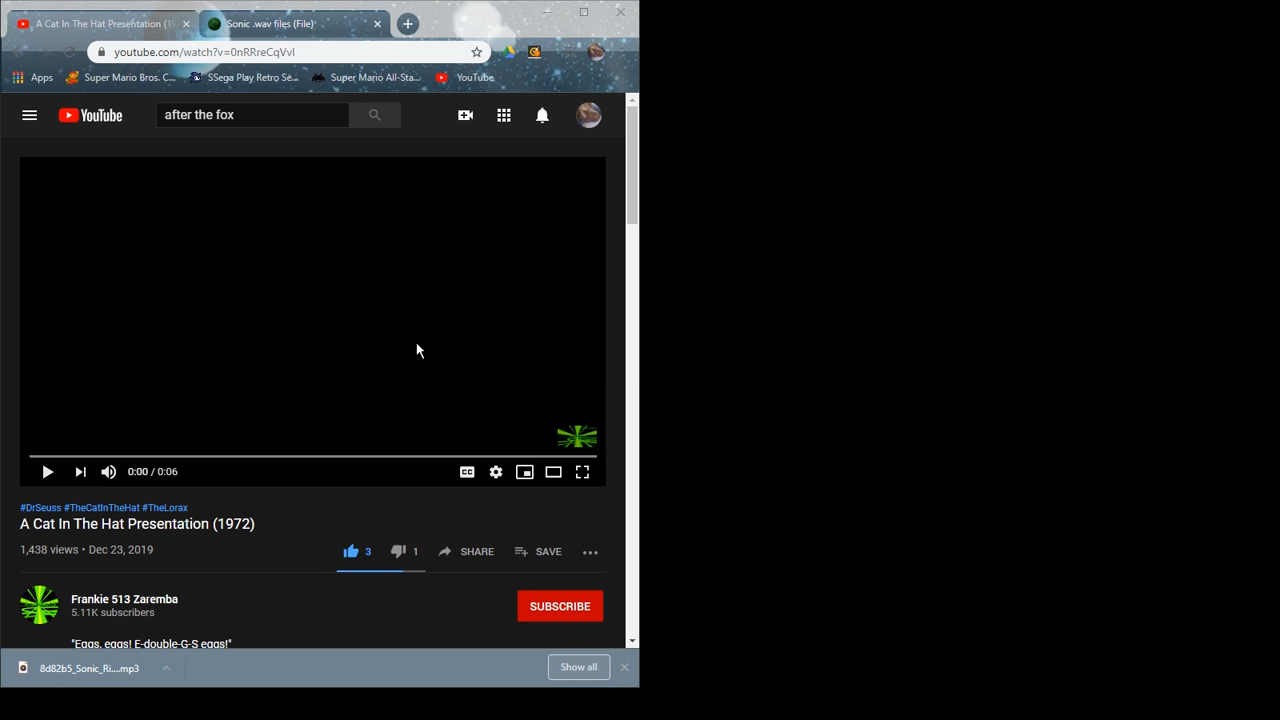 A Cat In The Hat Presentation (1
Sonic .wav files (File)
youtube.com/watch?v=0nRRreCqVvI
Apps
Super Mario Bros. C...
SSega Play Retro Se...
Super Mario All-Sta...
YouTube
YouTube
after the fox
0:00 / 0:06
CC
#DrSeuss #TheCatInTheHat #TheLorax
A Cat In The Hat Presentation (1972)
1,438 views • Dec 23, 2019
3
1
SHARE
SAVE
Frankie 513 Zaremba
5.11K subscribers
SUBSCRIBE
"Eggs, eggs! E-double-G-S eggs!"
8d82b5_Sonic_Ri....mp3
Show all